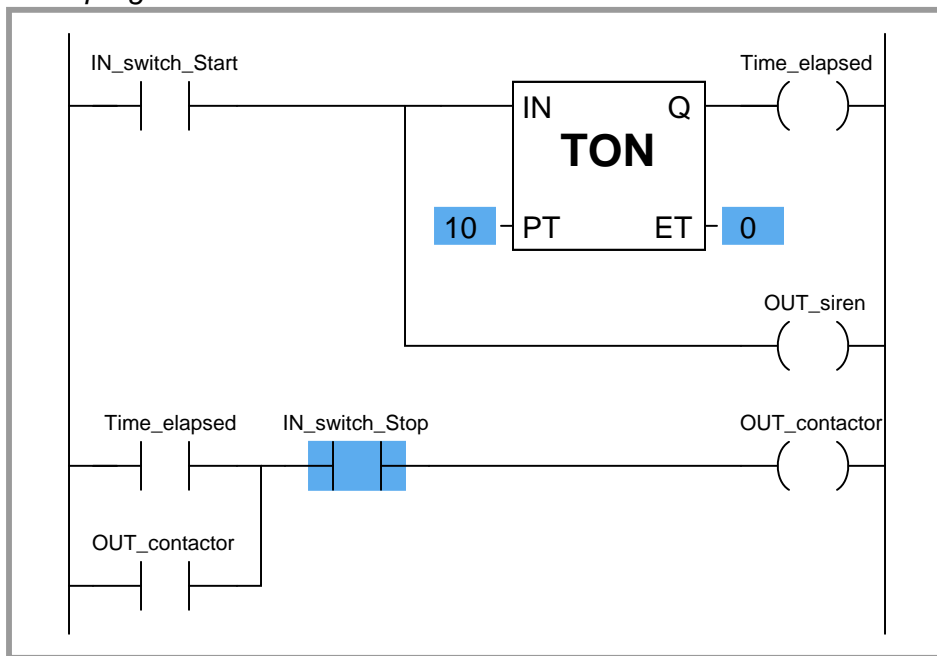 IN_switch_Start
Time_elapsed
IN Q
TON
10 PT ET 0
OUT_siren
Time_elapsed IN_switch_Stop OUT_contactor
OUT_contactor